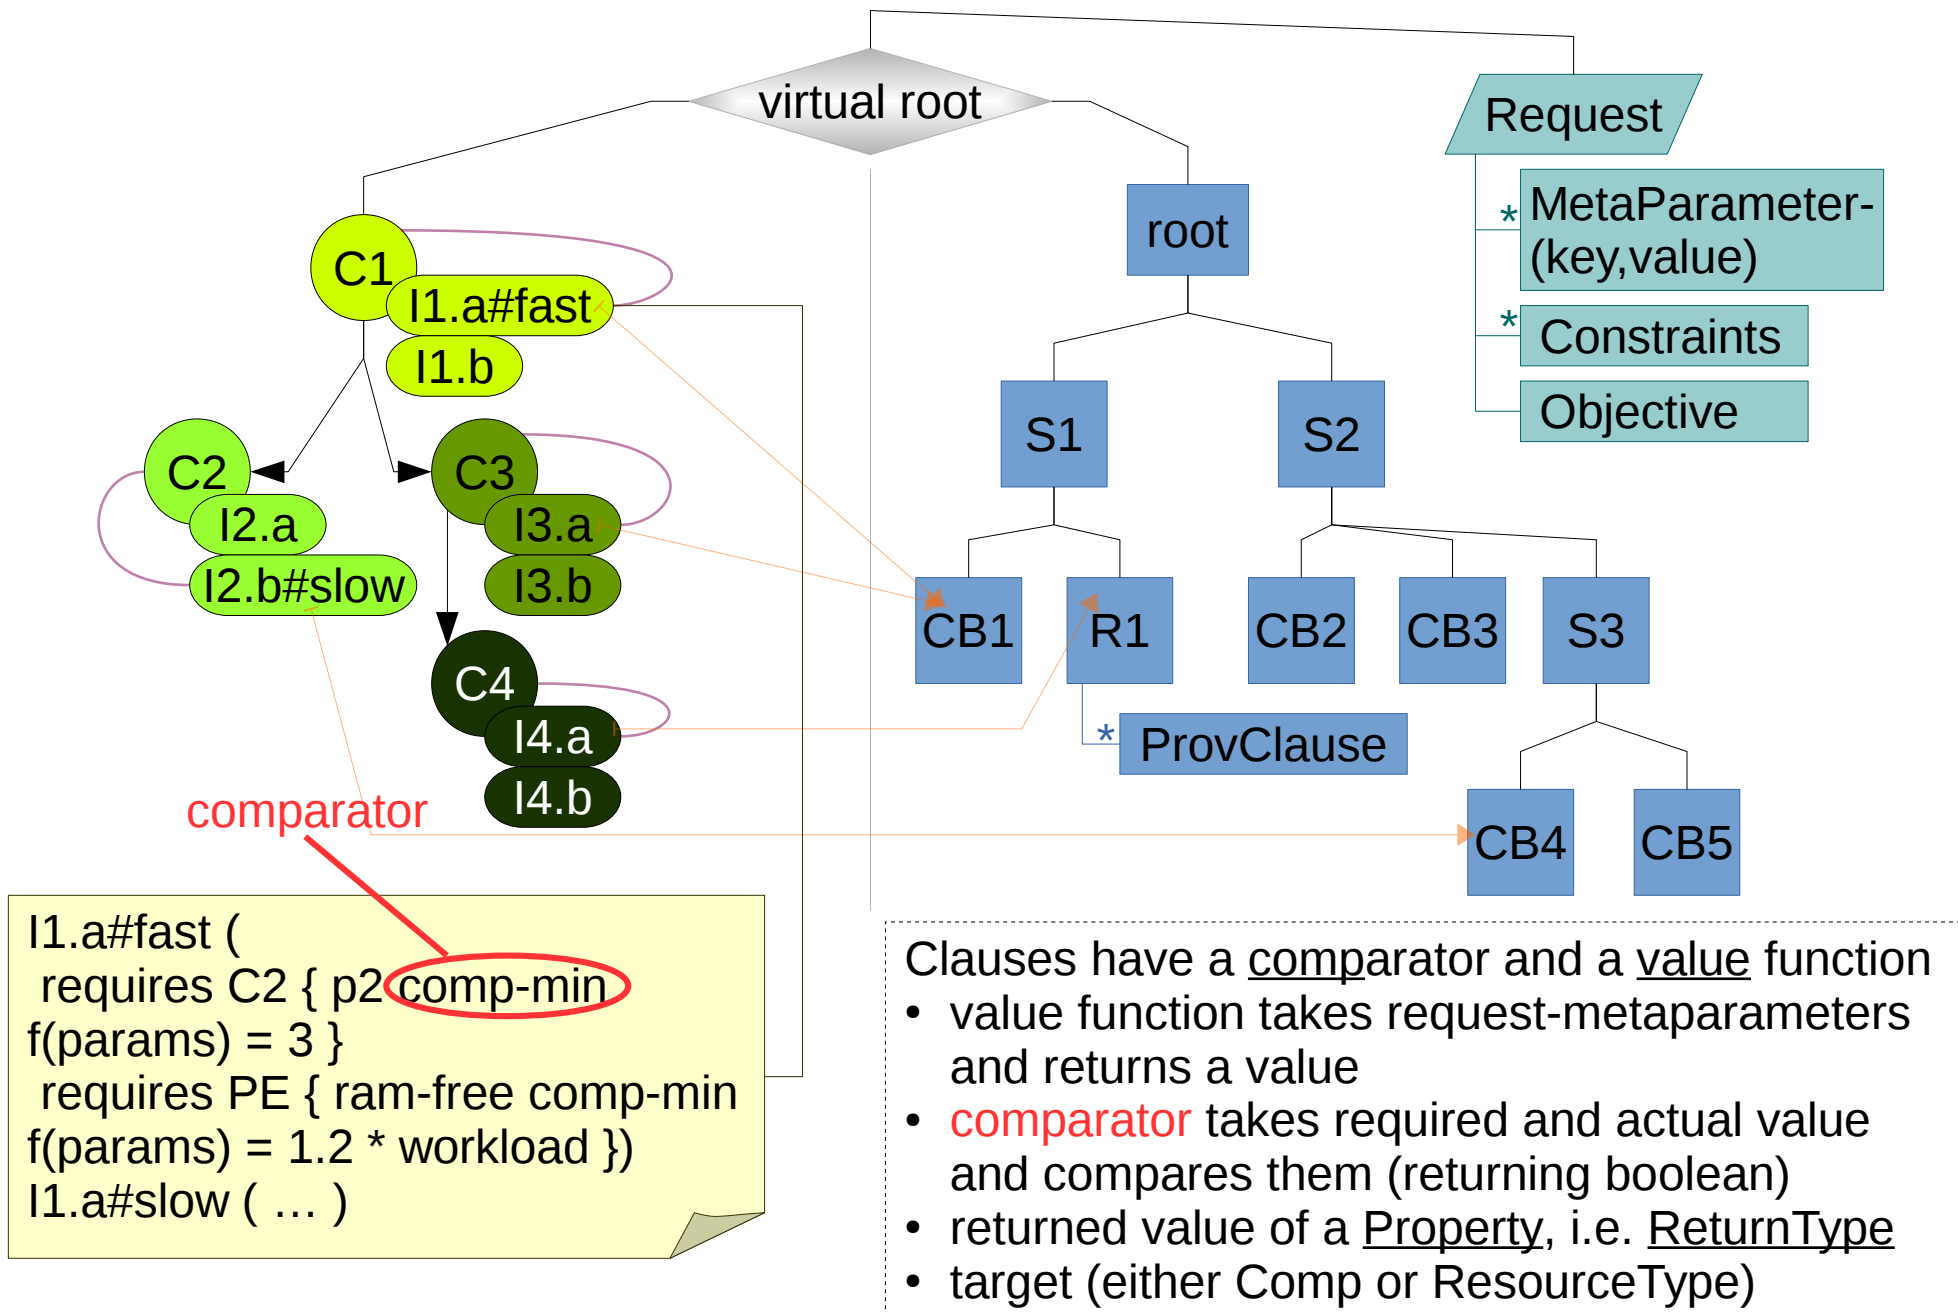 virtual root
Request
*
MetaParameter-
(key,value)
*
Constraints
Objective
root
C1
I1.a#fast
I1.b
C2
I2.a
I2.b#slow
C3
I3.a
I3.b
C4
I4.a
I4.b
S1
S2
CB1
R1
CB2
CB3
S3
*
ProvClause
CB4
CB5
comparator
I1.a#fast (
requires C2 { p2 comp-min
f(params) = 3 }
requires PE { ram-free comp-min
f(params) = 1.2 * workload })
I1.a#slow ( … )
Clauses have a comparator and a value function
• value function takes request-metaparameters
and returns a value
• comparator takes required and actual value
and compares them (returning boolean)
• returned value of a Property, i.e. ReturnType
• target (either Comp or ResourceType)